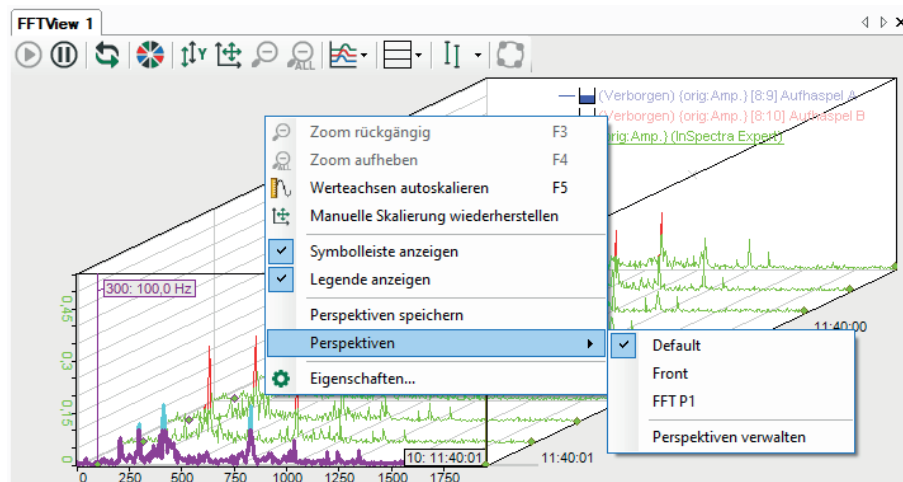 FFTView 1
Y
ALL
(Verborgen) {orig:Amp.} [8:9] Aufhaspel A
(Verborgen) {orig:Amp.} [8:10] Aufhaspel B
rig:Amp.} (InSpectra Expert)
Zoom rückgängig F3
ALL Zoom aufheben F4
Werteachsen autoskalieren F5
Manuelle Skalierung wiederherstellen
Symbolleiste anzeigen
Legende anzeigen
Perspektiven speichern
Perspektiven
Eigenschaften...
Default
Front
FFT P1
Perspektiven verwalten
300: 100,0 Hz
0,45
0,3
0,15
0
11:40:00
10: 11:40:01
11:40:01
0 250 500 750 1000 1250 1500 1750